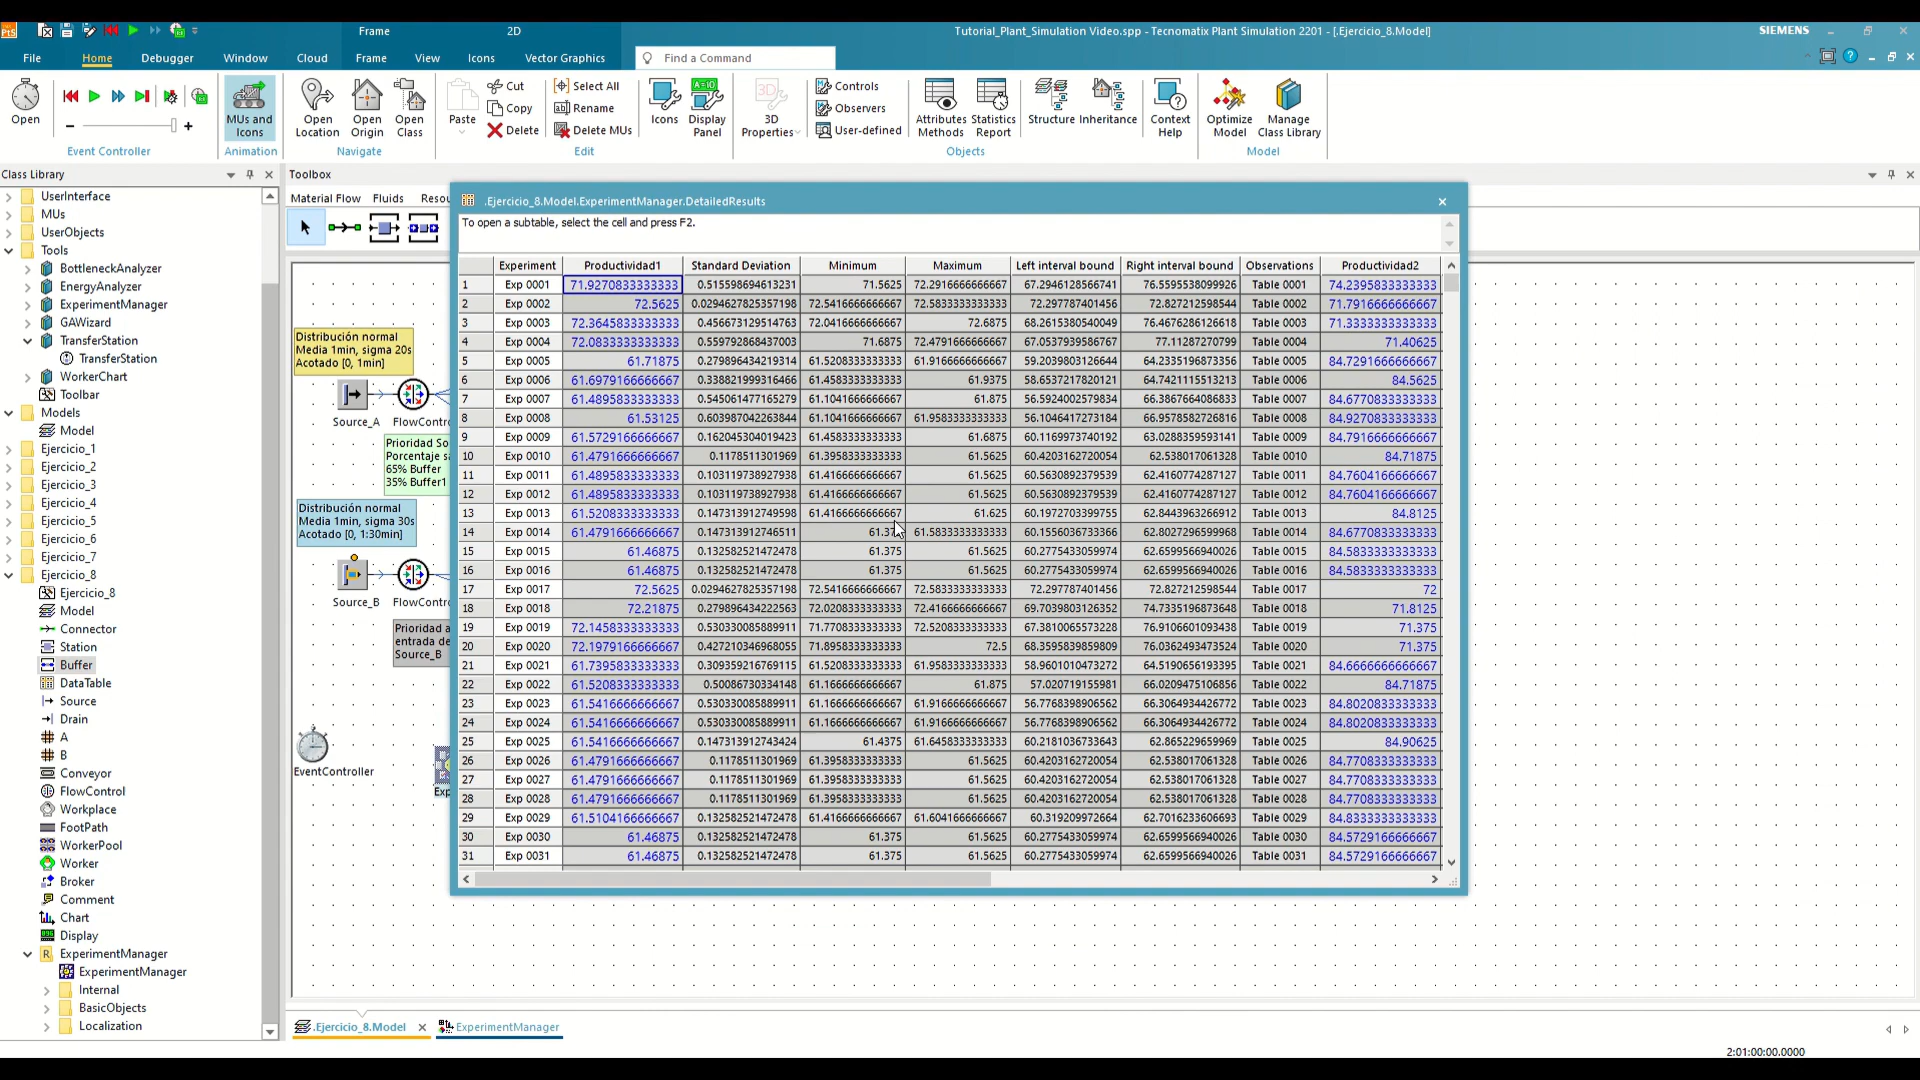 Frame
2D
Tutorial_Plant_Simulation Video.spp - Tecnomatix Plant Simulation 2201 - [.Ejercicio_8.Model]
SIEMENS
File Home Debugger Window Cloud Frame View Icons Vector Graphics Find a Command
Open
Event Controller
MUs and Icons
Animation
Open Location
Open Origin
Open Class
Navigate
Paste
Cut
Copy
Delete
Select All
Rename
Delete MUs
Edit
Icons
Display Panel
3D Properties
Controls
Observers
User-defined
Attributes Methods
Statistics Report
Objects
Structure
Inheritance
Context Help
Optimize Model
Manage Class Library
Model
Class Library
UserInterface
MUs
UserObjects
Tools
BottleneckAnalyzer
EnergyAnalyzer
ExperimentManager
GAWizard
TransferStation
TransferStation
WorkerChart
Toolbar
Models
Model
Ejercicio_1
Ejercicio_2
Ejercicio_3
Ejercicio_4
Ejercicio_5
Ejercicio_6
Ejercicio_7
Ejercicio_8
Ejercicio_8
Model
Connector
Station
Buffer
DataTable
Source
Drain
A
B
Conveyor
FlowControl
Workplace
FootPath
WorkerPool
Worker
Broker
Comment
Chart
Display
ExperimentManager
ExperimentManager
Internal
BasicObjects
Localization
Toolbox
Material Flow Fluids
Distribución normal
Media 1min, sigma 20s
Acotado [0, 1min]
Source_A
Prioridad
Porcentaje
65% Buffer
35% Buffer1
Distribución normal
Media 1min, sigma 30s
Acotado [0, 1:30min]
Source_B
Prioridad a
entrada de
Source_B
EventController
.Ejercicio_8.Model.ExperimentManager.DetailedResults
To open a subtable, select the cell and press F2.
Experiment Productividad1 Standard Deviation Minimum Maximum Left interval bound Right interval bound Observations Productividad2
1 Exp 0001 71.9270833333333 0.515598694613231 71.5625 72.2916666666667 67.2946128566741 76.5595538099926 Table 0001 74.2395833333333
2 Exp 0002 72.5625 0.0294627825357198 72.5416666666667 72.5833333333333 72.297787401456 72.827212598544 Table 0002 71.7916666666667
3 Exp 0003 72.3645833333333 0.456673129514763 72.0416666666667 72.6875 68.2615380540049 76.4676286126618 Table 0003 71.3333333333333
4 Exp 0004 72.0833333333333 0.559792868437003 71.6875 72.4791666666667 67.0537939586767 77.11287270799 Table 0004 71.40625
5 Exp 0005 61.71875 0.279896434219314 61.5208333333333 61.9166666666667 59.2039803126644 64.2335196873356 Table 0005 84.7291666666667
6 Exp 0006 61.6979166666667 0.338821999316466 61.4583333333333 61.9375 58.6537217820121 64.7421115513213 Table 0006 84.5625
7 Exp 0007 61.4895833333333 0.545061477165279 61.1041666666667 61.875 56.5924002579834 66.3867664086833 Table 0007 84.6770833333333
8 Exp 0008 61.53125 0.603987042263844 61.1041666666667 61.9583333333333 56.1046417273184 66.9578582726816 Table 0008 84.9270833333333
9 Exp 0009 61.5729166666667 0.162045304019423 61.4583333333333 61.6875 60.1169973740192 63.0288359593141 Table 0009 84.7916666666667
10 Exp 0010 61.4791666666667 0.1178511301969 61.3958333333333 61.5625 60.4203162720054 62.538017061328 Table 0010 84.71875
11 Exp 0011 61.4895833333333 0.103119738927938 61.4166666666667 61.5625 60.5630892379539 62.4160774287127 Table 0011 84.7604166666667
12 Exp 0012 61.4895833333333 0.103119738927938 61.4166666666667 61.5625 60.5630892379539 62.4160774287127 Table 0012 84.7604166666667
13 Exp 0013 61.5208333333333 0.147313912749598 61.4166666666667 61.625 60.1972703399755 62.8443963266912 Table 0013 84.8125
14 Exp 0014 61.4791666666667 0.147313912746511 61.5833333333333 60.1556036733366 62.8027296599968 Table 0014 84.6770833333333
15 Exp 0015 61.46875 0.132582521472478 61.375 61.5625 60.2775433059974 62.6599566940026 Table 0015 84.5833333333333
16 Exp 0016 61.46875 0.132582521472478 61.375 61.5625 60.2775433059974 62.6599566940026 Table 0016 84.5833333333333
17 Exp 0017 72.5625 0.0294627825357198 72.5416666666667 72.5833333333333 72.297787401456 72.827212598544 Table 0017 72
18 Exp 0018 72.21875 0.279896434222563 72.0208333333333 72.4166666666667 69.7039803126352 74.7335196873648 Table 0018 71.8125
19 Exp 0019 72.1458333333333 0.530330085889911 71.7708333333333 72.5208333333333 67.3810065573228 76.9106601093438 Table 0019 71.375
20 Exp 0020 72.1979166666667 0.427210346968055 71.8958333333333 72.5 68.3595839859809 76.0362493473524 Table 0020 71.375
21 Exp 0021 61.7395833333333 0.309359216769115 61.5208333333333 61.9583333333333 58.9601010473272 64.5190656193395 Table 0021 84.6666666666667
22 Exp 0022 61.5208333333333 0.50086730334148 61.1666666666667 61.875 57.020719155981 66.0209475106856 Table 0022 84.71875
23 Exp 0023 61.5416666666667 0.530330085889911 61.1666666666667 61.9166666666667 56.7768398906562 66.3064934426772 Table 0023 84.8020833333333
24 Exp 0024 61.5416666666667 0.530330085889911 61.1666666666667 61.9166666666667 56.7768398906562 66.3064934426772 Table 0024 84.8020833333333
25 Exp 0025 61.5416666666667 0.147313912743424 61.4375 61.6458333333333 60.2181036733643 62.865229659969 Table 0025 84.90625
26 Exp 0026 61.4791666666667 0.1178511301969 61.3958333333333 61.5625 60.4203162720054 62.538017061328 Table 0026 84.7708333333333
27 Exp 0027 61.4791666666667 0.1178511301969 61.3958333333333 61.5625 60.4203162720054 62.538017061328 Table 0027 84.7708333333333
28 Exp 0028 61.4791666666667 0.1178511301969 61.3958333333333 61.5625 60.4203162720054 62.538017061328 Table 0028 84.7708333333333
29 Exp 0029 61.5104166666667 0.132582521472478 61.4166666666667 61.6041666666667 60.319209972664 62.7016233606693 Table 0029 84.8333333333333
30 Exp 0030 61.46875 0.132582521472478 61.375 61.5625 60.2775433059974 62.6599566940026 Table 0030 84.5729166666667
31 Exp 0031 61.46875 0.132582521472478 61.375 61.5625 60.2775433059974 62.6599566940026 Table 0031 84.5729166666667
.Ejercicio_8.Model
ExperimentManager
2:01:00:00.0000